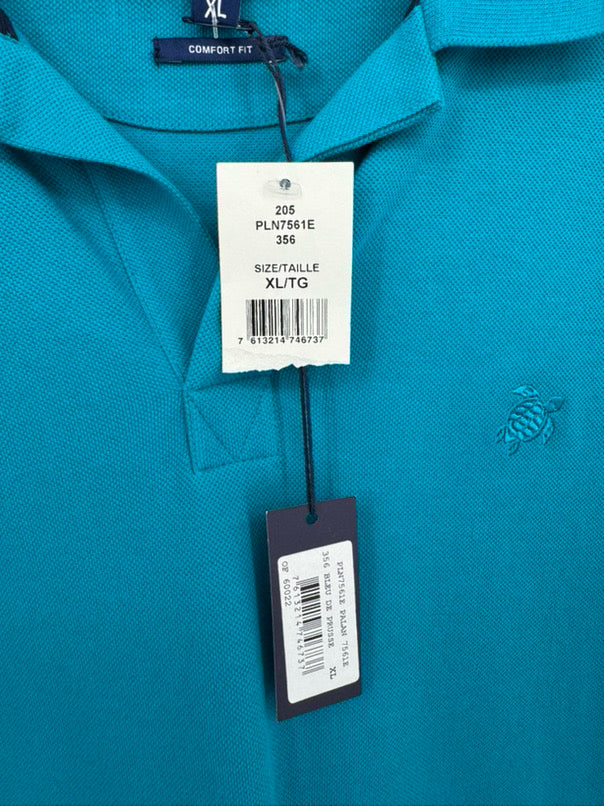 XL
COMFORT FIT
205
PLN7561E
356
SIZE/TAILLE
XL/TG
7 613214 746737
PLN7561E PALAN 7561E
356 BLEU DE PRUSSE XL
7613214746737
OF 60022